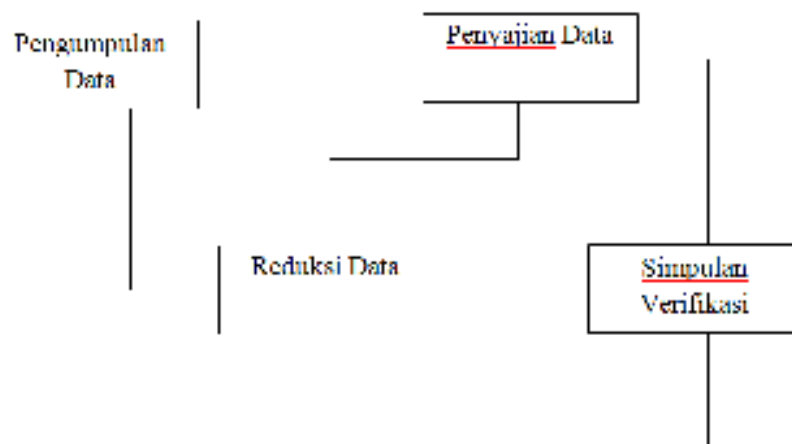 Pengumpulan
Data
Penyajian Data
Reduksi Data
Simpulan
Verifikasi